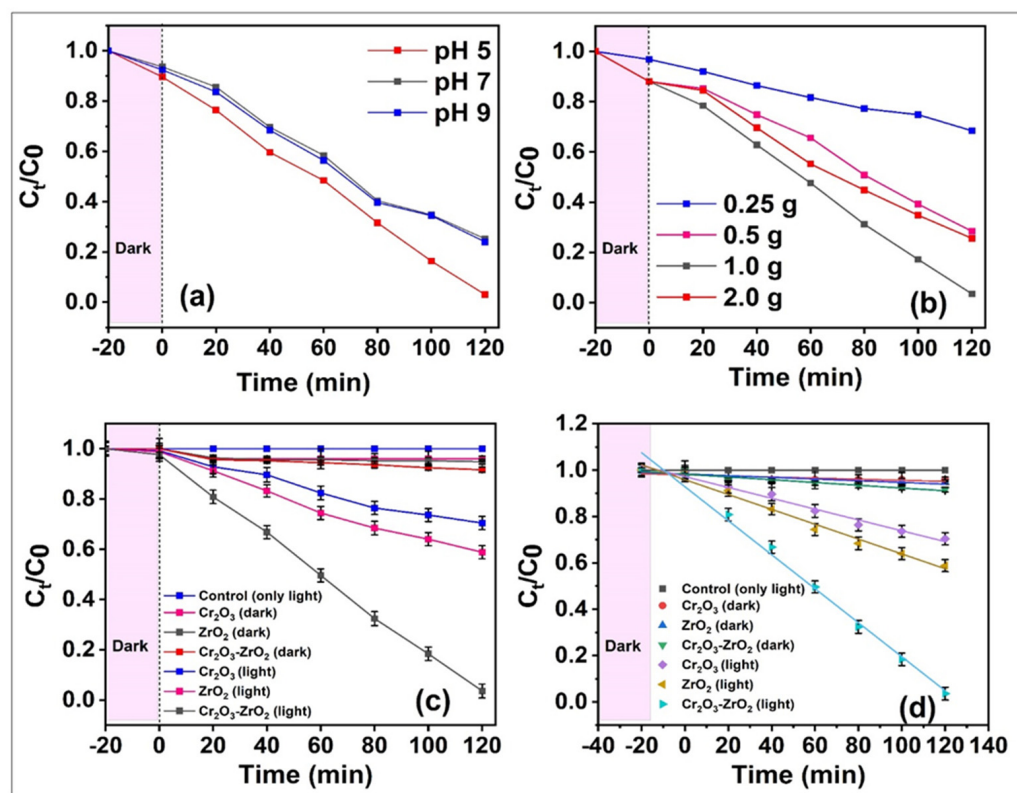 1.0
0.8
0.6
0.4
0.2
0.0
Ct/C0
pH 5
pH 7
pH 9
Dark
(a)
-20 0 20 40 60 80 100 120
Time (min)
1.0
0.8
0.6
0.4
0.2
0.0
Ct/C0
Dark
0.25 g
0.5 g
1.0 g
2.0 g
(b)
-20 0 20 40 60 80 100 120
Time (min)
1.0
0.8
0.6
0.4
0.2
0.0
Ct/C0
Dark
Control (only light)
Cr2O3 (dark)
ZrO2 (dark)
Cr2O3-ZrO2 (dark)
Cr2O3 (light)
ZrO2 (light)
Cr2O3-ZrO2 (light)
(c)
-20 0 20 40 60 80 100 120
Time (min)
1.2
1.0
0.8
0.6
0.4
0.2
0.0
Ct/C0
Dark
Control (only light)
Cr2O3 (dark)
ZrO2 (dark)
Cr2O3-ZrO2 (dark)
Cr2O3 (light)
ZrO2 (light)
Cr2O3-ZrO2 (light)
(d)
-40 -20 0 20 40 60 80 100 120 140
Time (min)